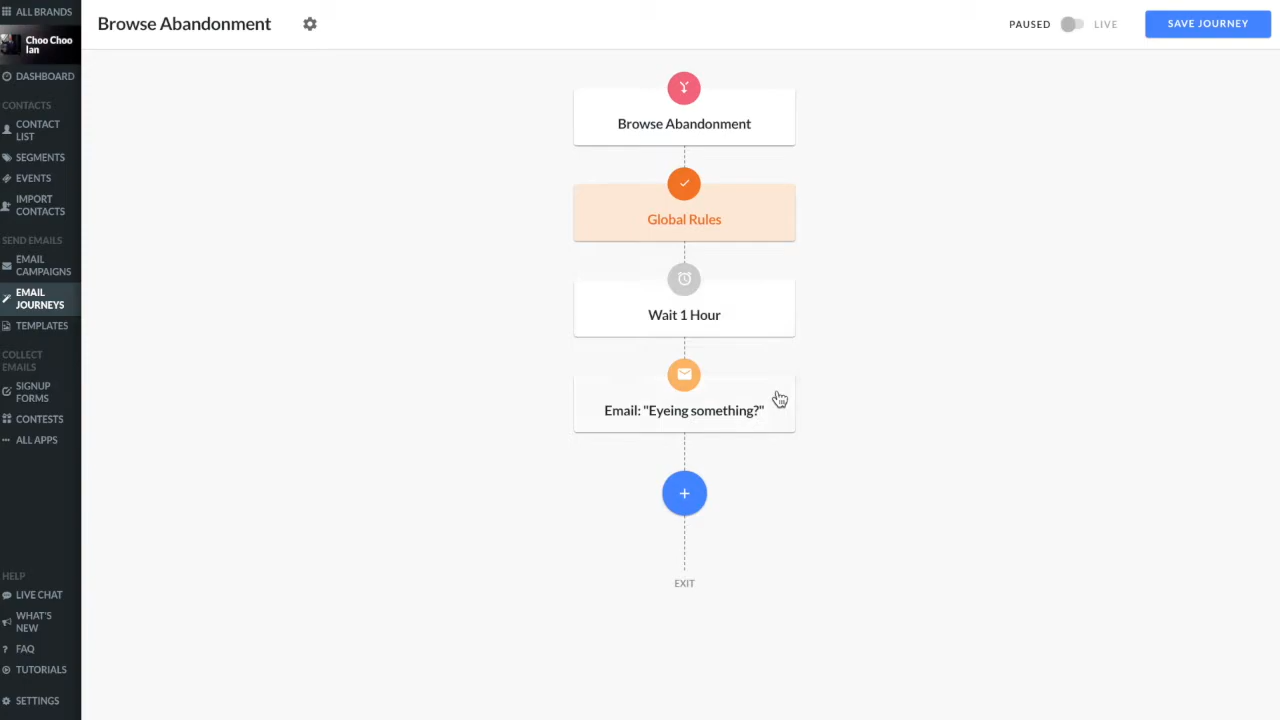 ALL BRANDS
Choo Choo
Ian
DASHBOARD
CONTACTS
CONTACT
LIST
SEGMENTS
EVENTS
IMPORT
CONTACTS
SEND EMAILS
EMAIL
CAMPAIGNS
EMAIL
JOURNEYS
TEMPLATES
COLLECT
EMAILS
SIGNUP
FORMS
CONTESTS
ALL APPS
HELP
LIVE CHAT
WHAT'S
NEW
FAQ
TUTORIALS
SETTINGS
Browse Abandonment
PAUSED LIVE
SAVE JOURNEY
Browse Abandonment
Global Rules
Wait 1 Hour
Email: "Eyeing something?"
EXIT